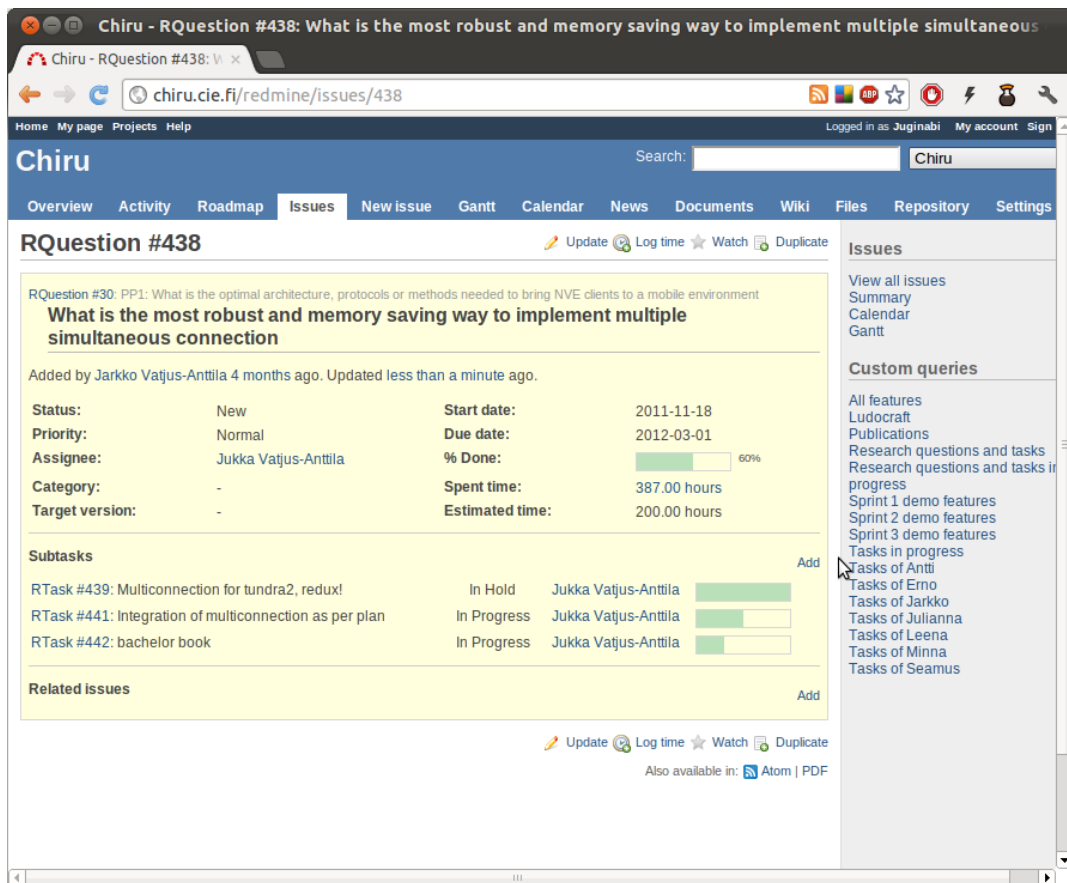 Chiru - RQuestion #438: What is the most robust and memory saving way to implement multiple simultaneous
Chiru - RQuestion #438: W
chiru.cie.fi/redmine/issues/438
ABP
Home My page Projects Help Logged in as Juginabi My account Sign
Chiru Search: Chiru
Overview Activity Roadmap Issues New issue Gantt Calendar News Documents Wiki Files Repository Settings
RQuestion #438
Update Log time Watch Duplicate
RQuestion #30: PP1: What is the optimal architecture, protocols or methods needed to bring NVE clients to a mobile environment
What is the most robust and memory saving way to implement multiple
simultaneous connection
Added by Jarkko Vatjus-Anttila 4 months ago. Updated less than a minute ago.
Status: New Start date: 2011-11-18
Priority: Normal Due date: 2012-03-01
Assignee: Jukka Vatjus-Anttila % Done: 60%
Category: - Spent time: 387.00 hours
Target version: - Estimated time: 200.00 hours
Subtasks
Add
RTask #439: Multiconnection for tundra2, redux! In Hold Jukka Vatjus-Anttila
RTask #441: Integration of multiconnection as per plan In Progress Jukka Vatjus-Anttila
RTask #442: bachelor book In Progress Jukka Vatjus-Anttila
Related issues
Add
Update Log time Watch Duplicate
Also available in: Atom | PDF
Issues
View all issues
Summary
Calendar
Gantt
Custom queries
All features
Ludocraft
Publications
Research questions and tasks
Research questions and tasks in
progress
Sprint 1 demo features
Sprint 2 demo features
Sprint 3 demo features
Tasks in progress
Tasks of Antti
Tasks of Erno
Tasks of Jarkko
Tasks of Julianna
Tasks of Leena
Tasks of Minna
Tasks of Seamus